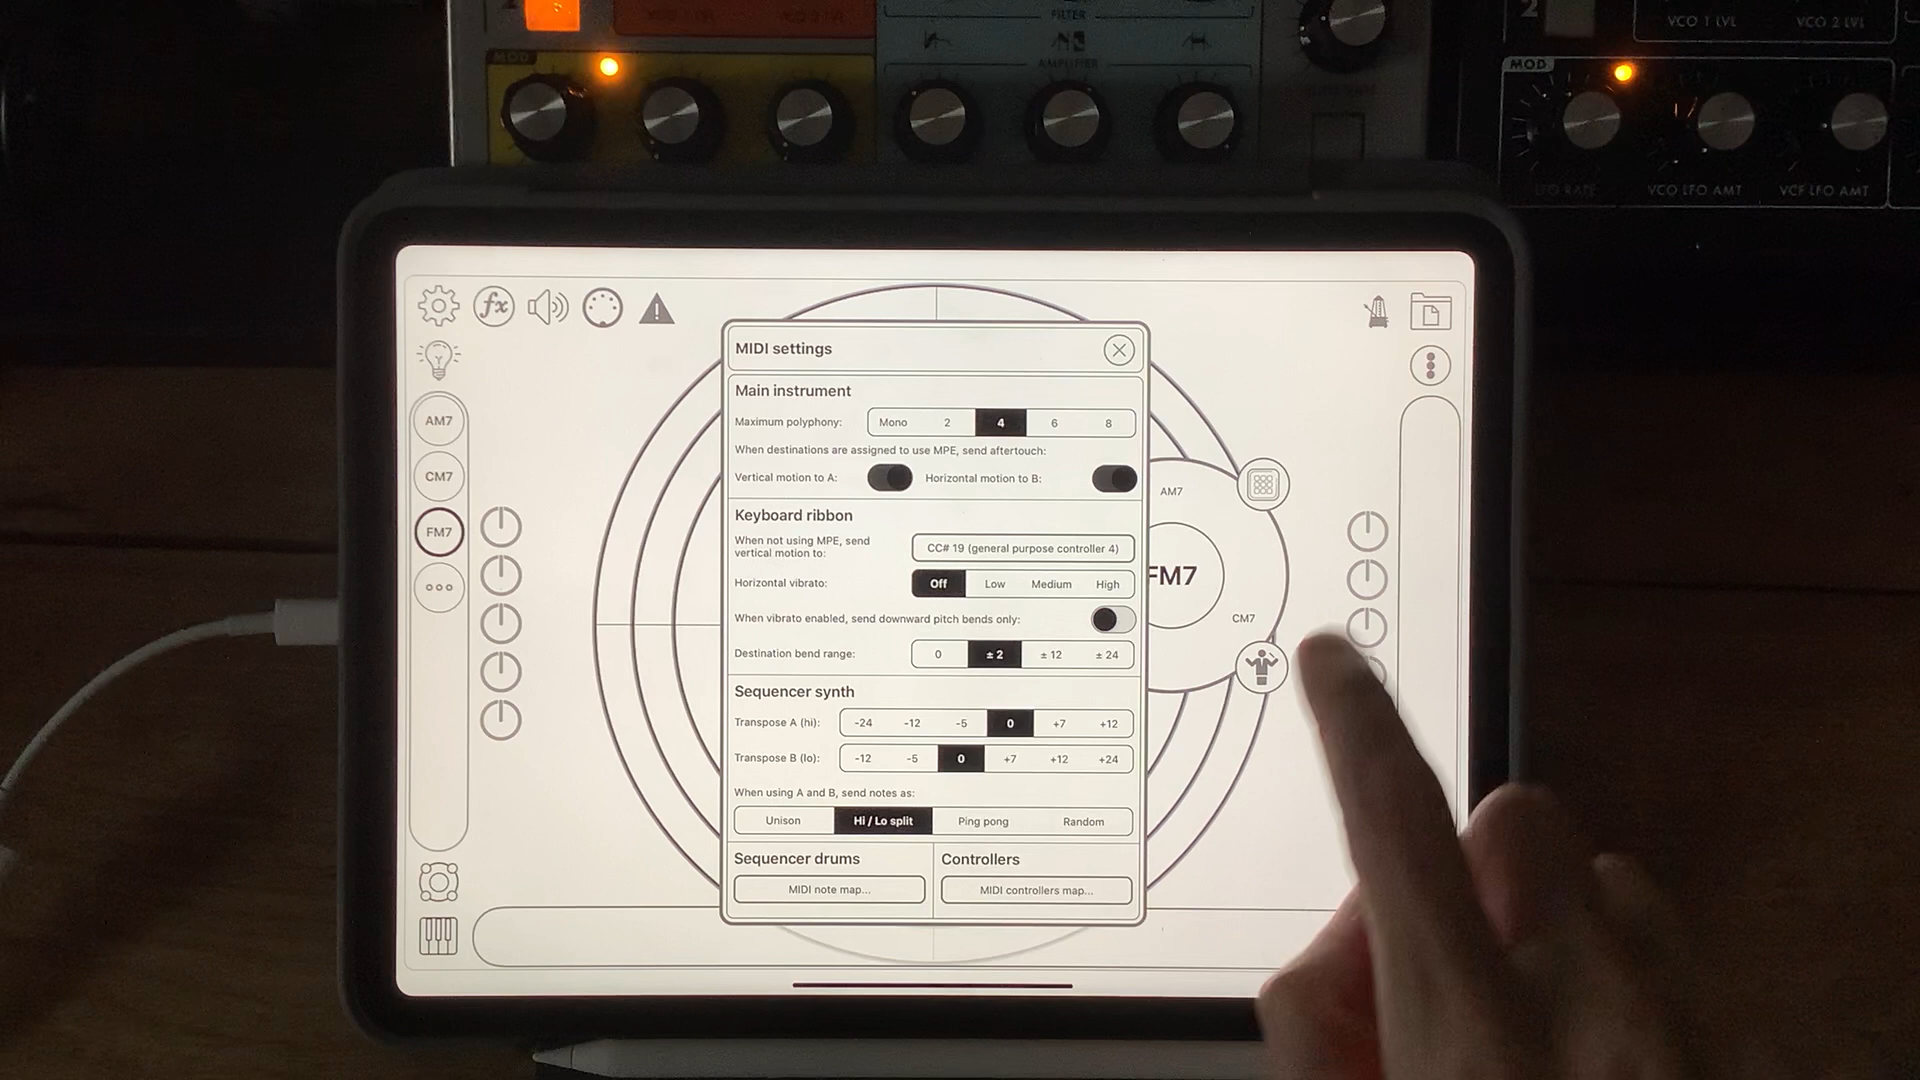 FILTER
MOD
AMPLIFIER
2
VCO 1 LVL VCO 2 LVL
MOD
LFO RATE VCO LFO AMT VCF LFO AMT
fx
MIDI settings
Main instrument
Maximum polyphony: Mono 2 4 6 8
When destinations are assigned to use MPE, send aftertouch:
Vertical motion to A: Horizontal motion to B:
Keyboard ribbon
When not using MPE, send
vertical motion to:
CC# 19 (general purpose controller 4)
Horizontal vibrato: Off Low Medium High
When vibrato enabled, send downward pitch bends only:
Destination bend range: 0 ± 2 ± 12 ± 24
Sequencer synth
Transpose A (hi): -24 -12 -5 0 +7 +12
Transpose B (lo): -12 -5 0 +7 +12 +24
When using A and B, send notes as:
Unison Hi / Lo split Ping pong Random
Sequencer drums Controllers
MIDI note map... MIDI controllers map...
AM7
CM7
FM7
AM7
FM7
CM7